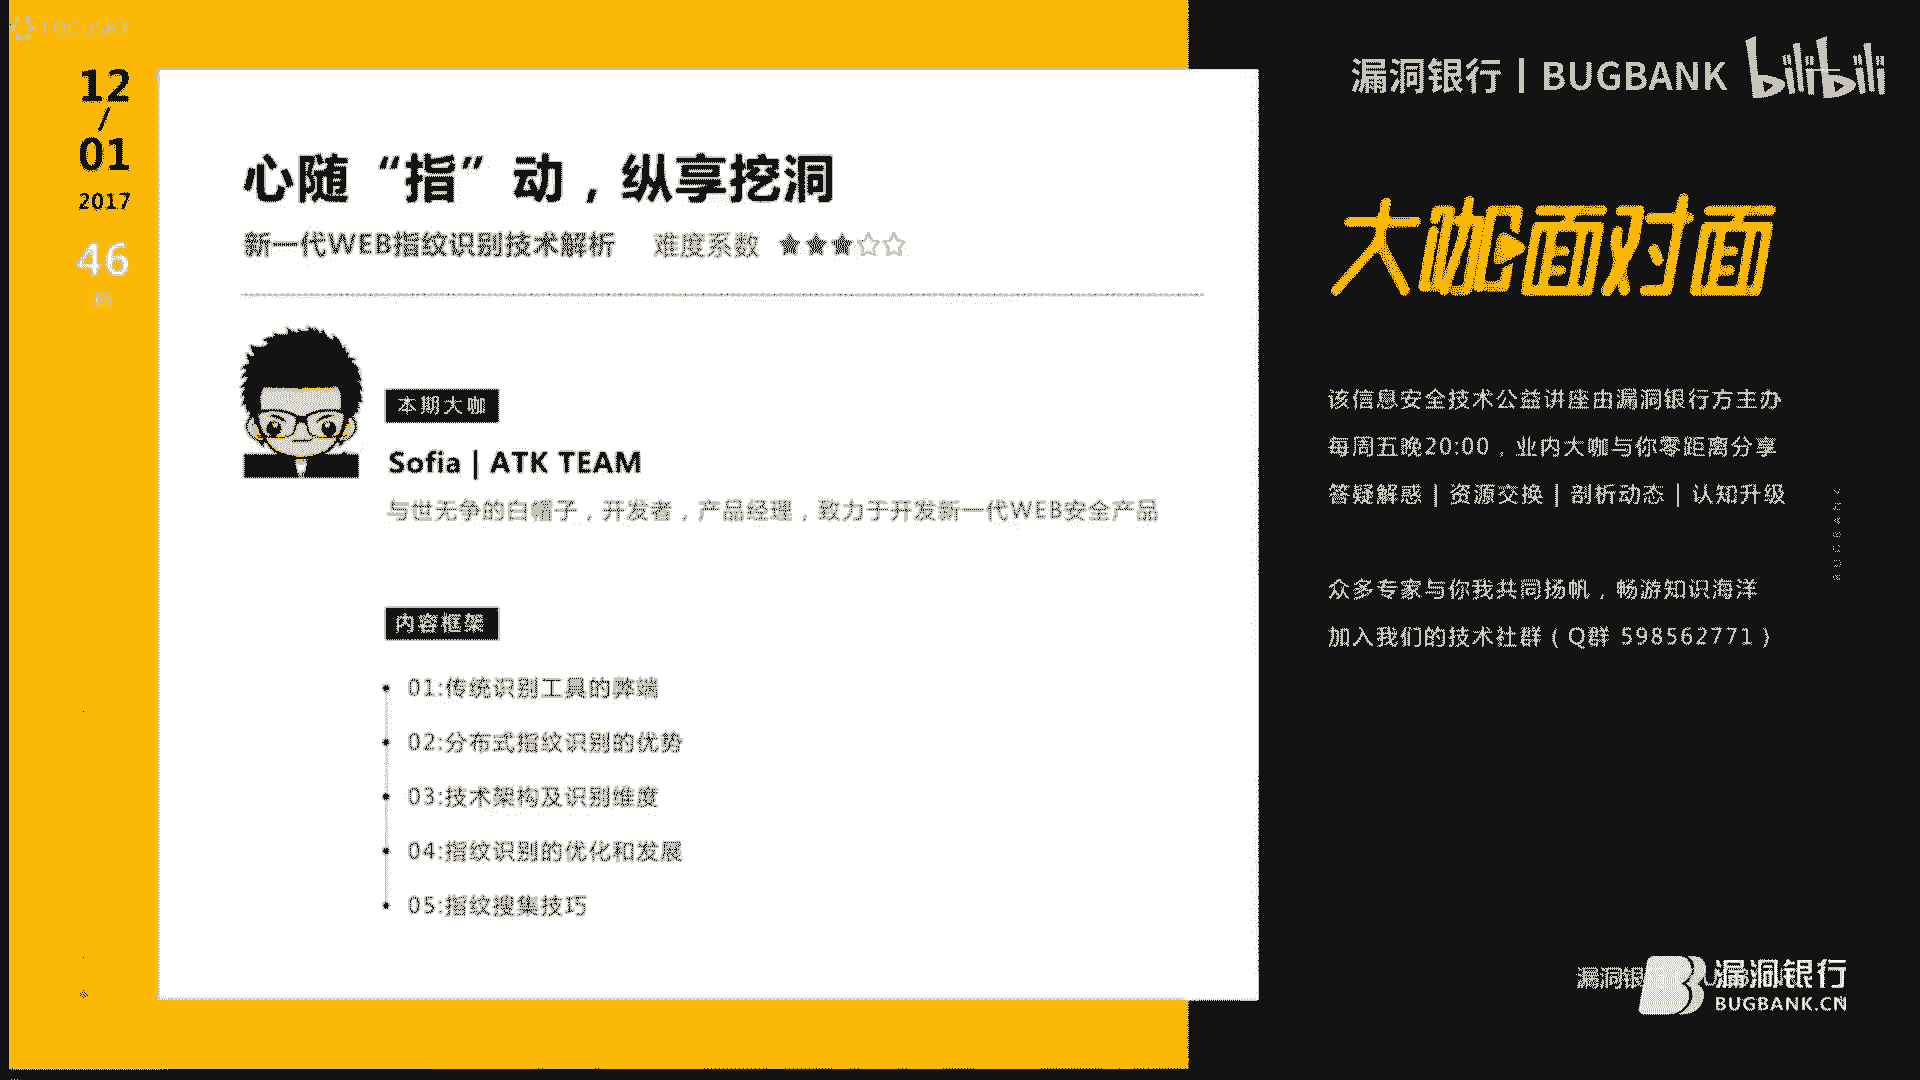 FOCUSKY
12
/
01
2017
46
漏洞银行 | BUGBANK bilibili
心随“指”动，纵享挖洞
新一代WEB指纹识别技术解析 难度系数 ★★★☆☆
本期大咖
Sofia | ATK TEAM
与世无争的白帽子，开发者，产品经理，致力于开发新一代WEB安全产品
内容框架
01:传统识别工具的弊端
02:分布式指纹识别的优势
03:技术架构及识别维度
04:指纹识别的优化和发展
05:指纹搜集技巧
大咖面对面
该信息安全技术公益讲座由漏洞银行方主办
每周五晚20:00，业内大咖与你零距离分享
答疑解惑 | 资源交换 | 剖析动态 | 认知升级
众多专家与你我共同扬帆，畅游知识海洋
加入我们的技术社群（Q群 598562771）
BUGBANK
漏洞银
漏洞银行
BUGBANK.CN